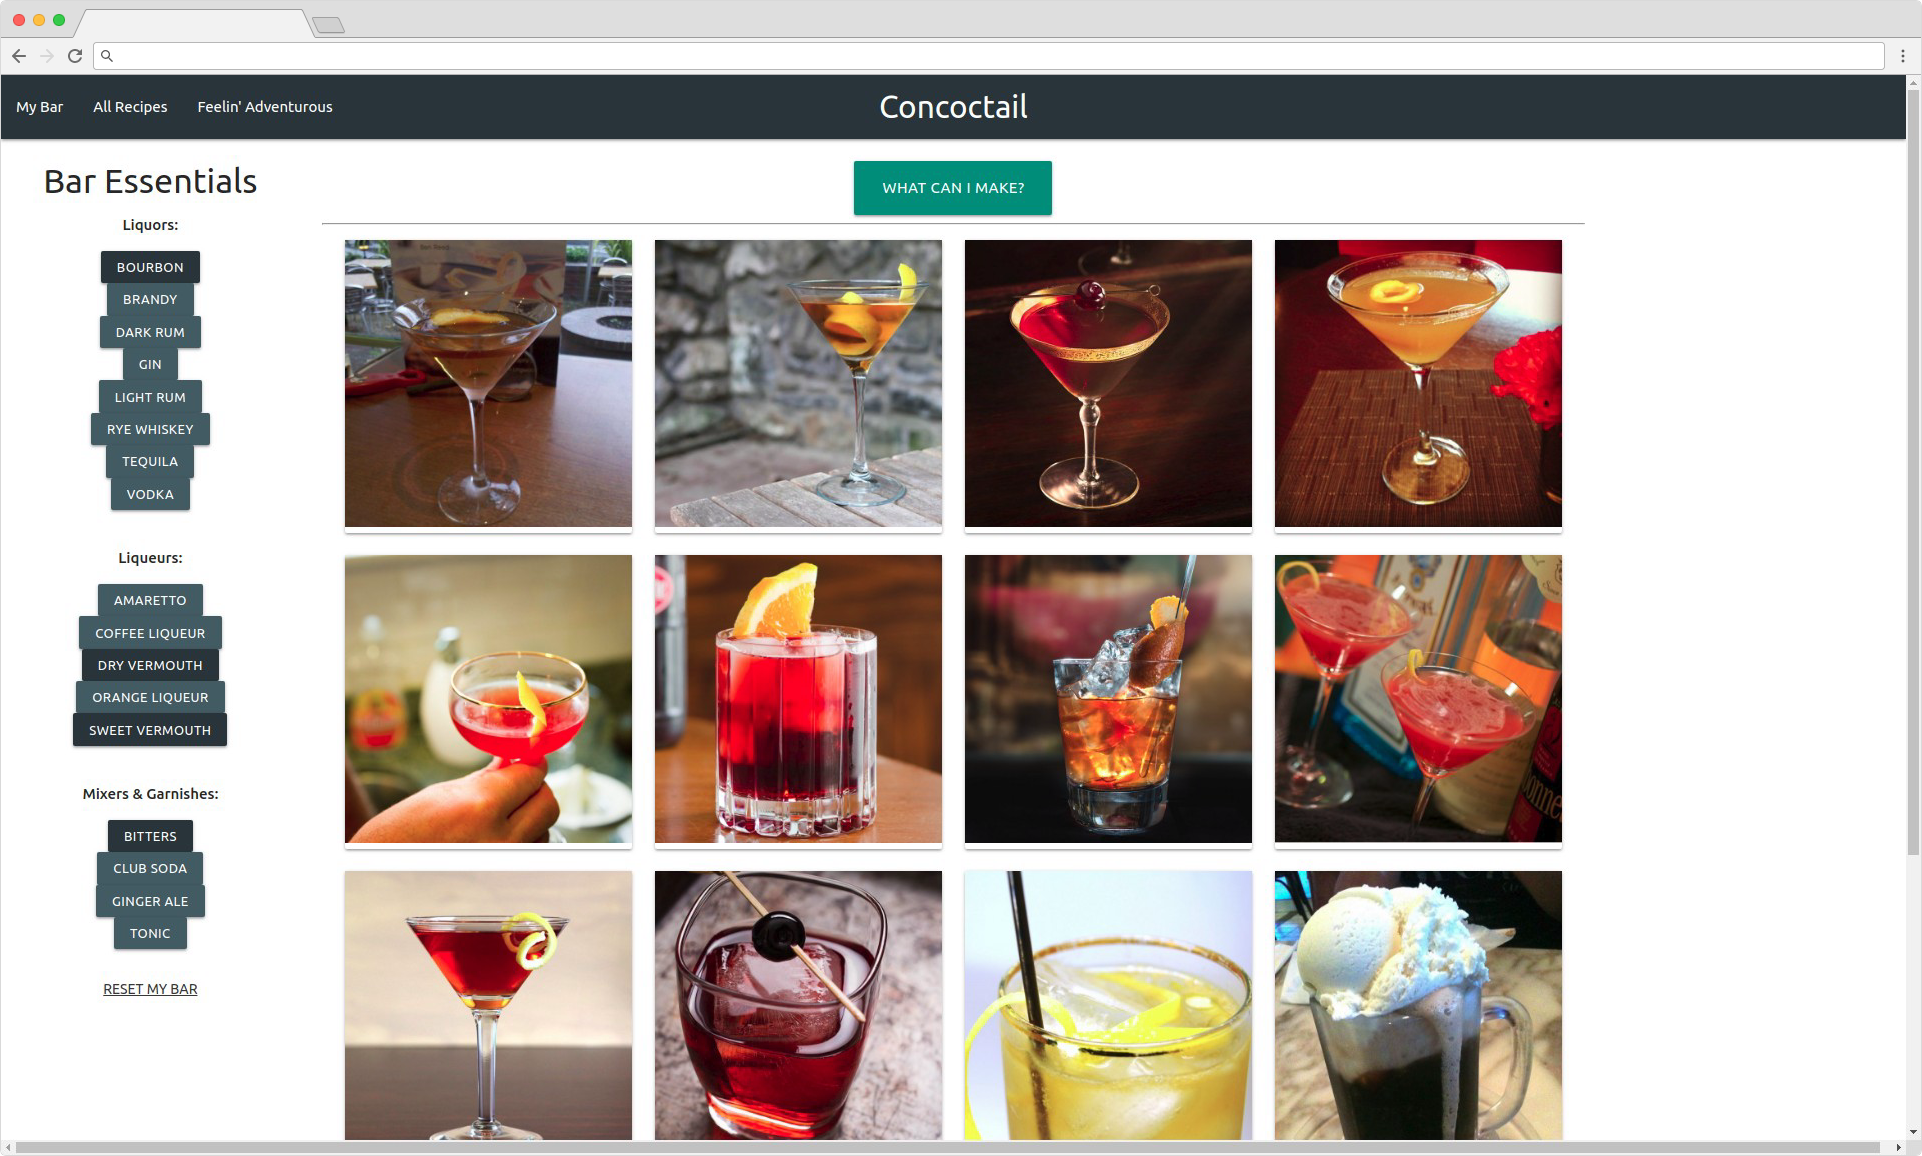 My Bar
All Recipes
Feelin' Adventurous
Concoctail
Bar Essentials
WHAT CAN I MAKE?
Liquors:
BOURBON
BRANDY
DARK RUM
GIN
LIGHT RUM
RYE WHISKEY
TEQUILA
VODKA
Liqueurs:
AMARETTO
COFFEE LIQUEUR
DRY VERMOUTH
ORANGE LIQUEUR
SWEET VERMOUTH
Mixers & Garnishes:
BITTERS
CLUB SODA
GINGER ALE
TONIC
RESET MY BAR